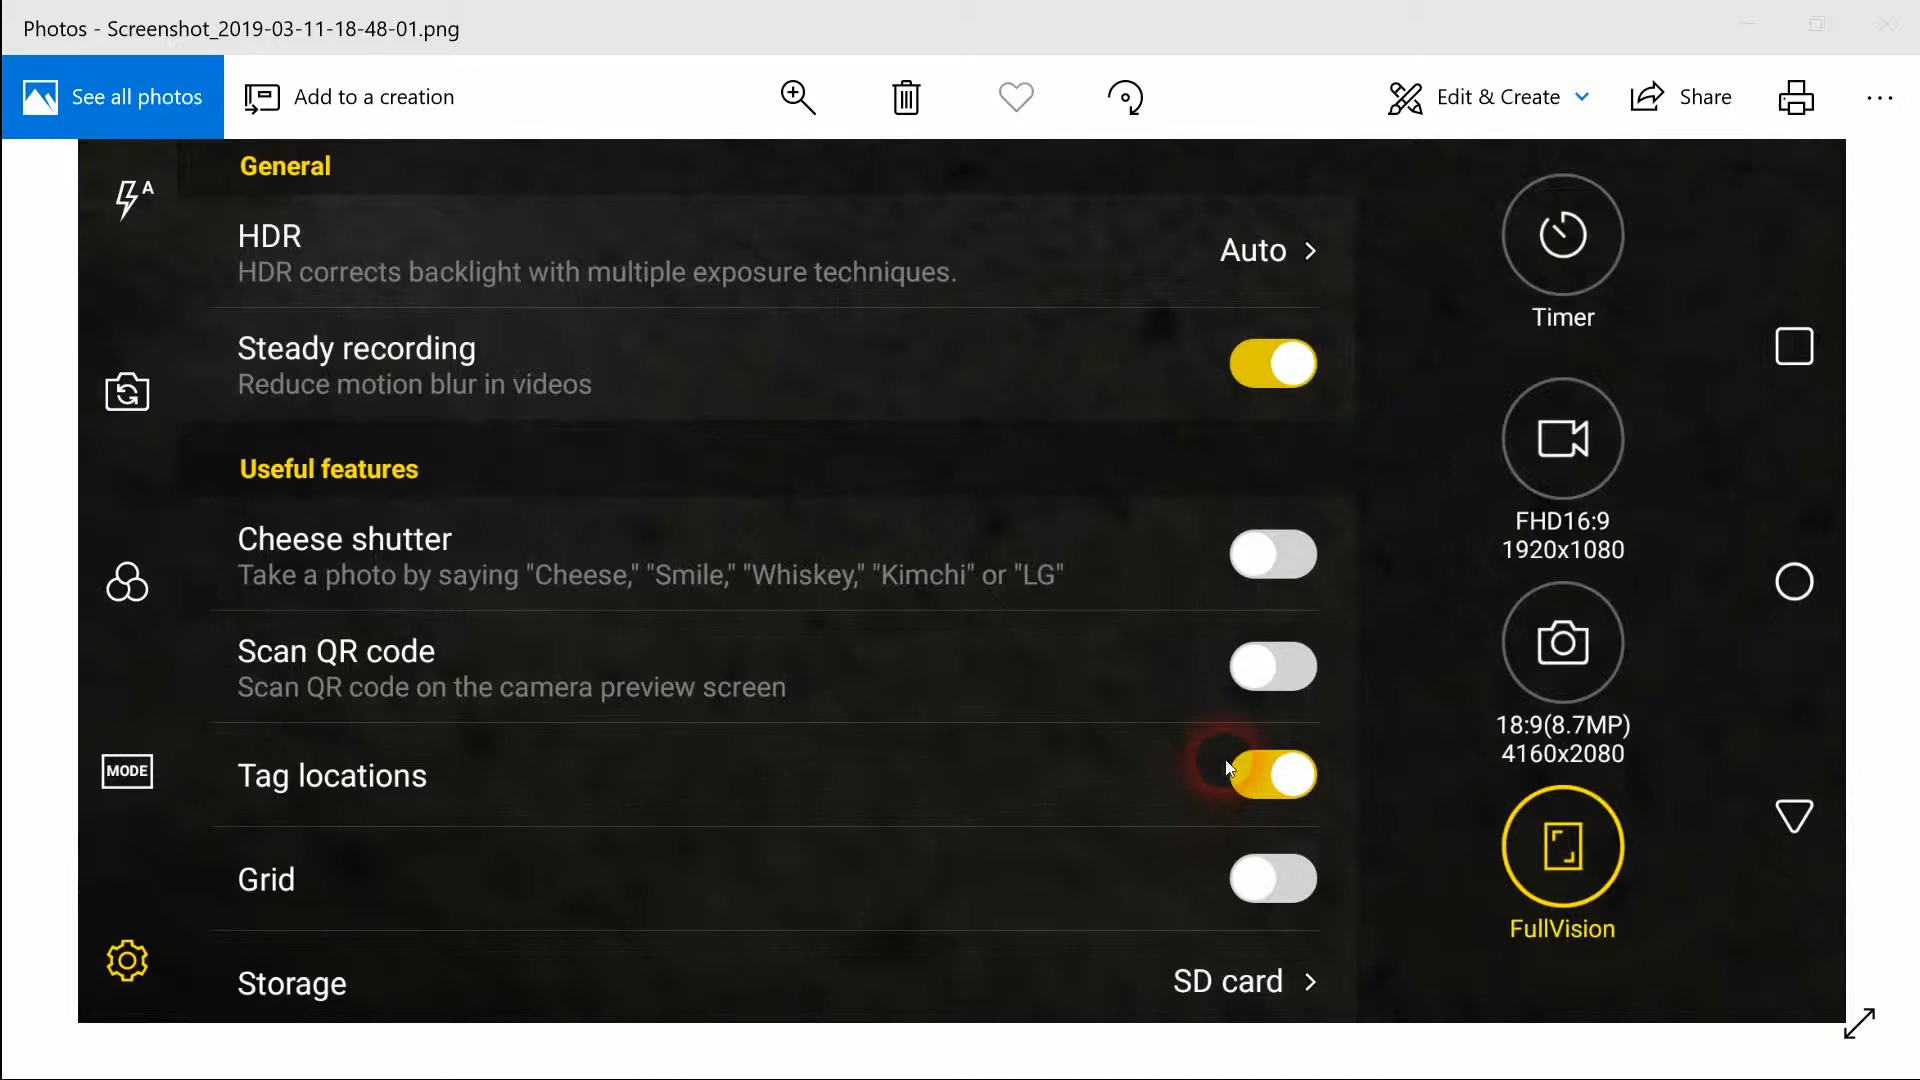 Photos - Screenshot_2019-03-11-18-48-01.png
See all photos
Add to a creation
Edit & Create
Share
A
General
HDR
HDR corrects backlight with multiple exposure techniques.
Auto
Steady recording
Reduce motion blur in videos
Useful features
Cheese shutter
Take a photo by saying "Cheese," "Smile," "Whiskey," "Kimchi" or "LG"
Scan QR code
Scan QR code on the camera preview screen
MODE
Tag locations
Grid
Storage
SD card
Timer
FHD16:9
1920x1080
18:9(8.7MP)
4160x2080
FullVision